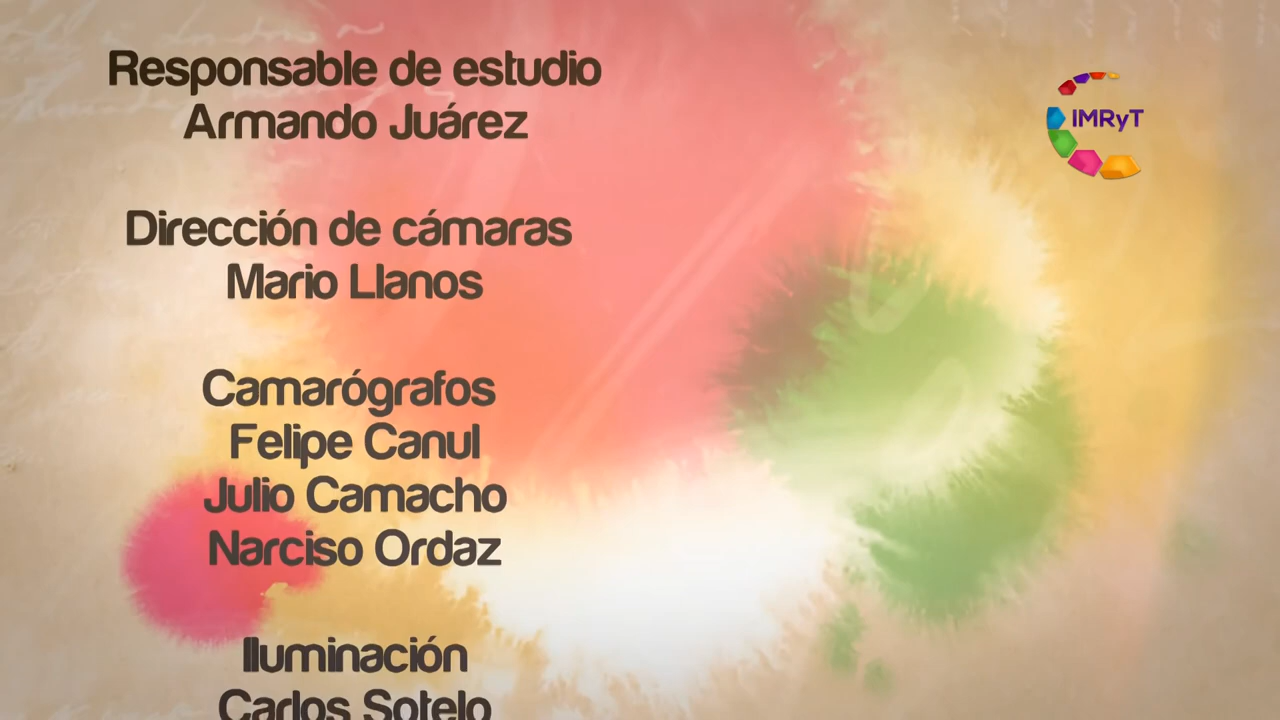 Responsable de estudio
Armando Juárez
IMRyT
Dirección de cámaras
Mario Llanos
Camarógrafos
Felipe Canul
Julio Camacho
Narciso Ordaz
Iluminación
Carlos Sotelo